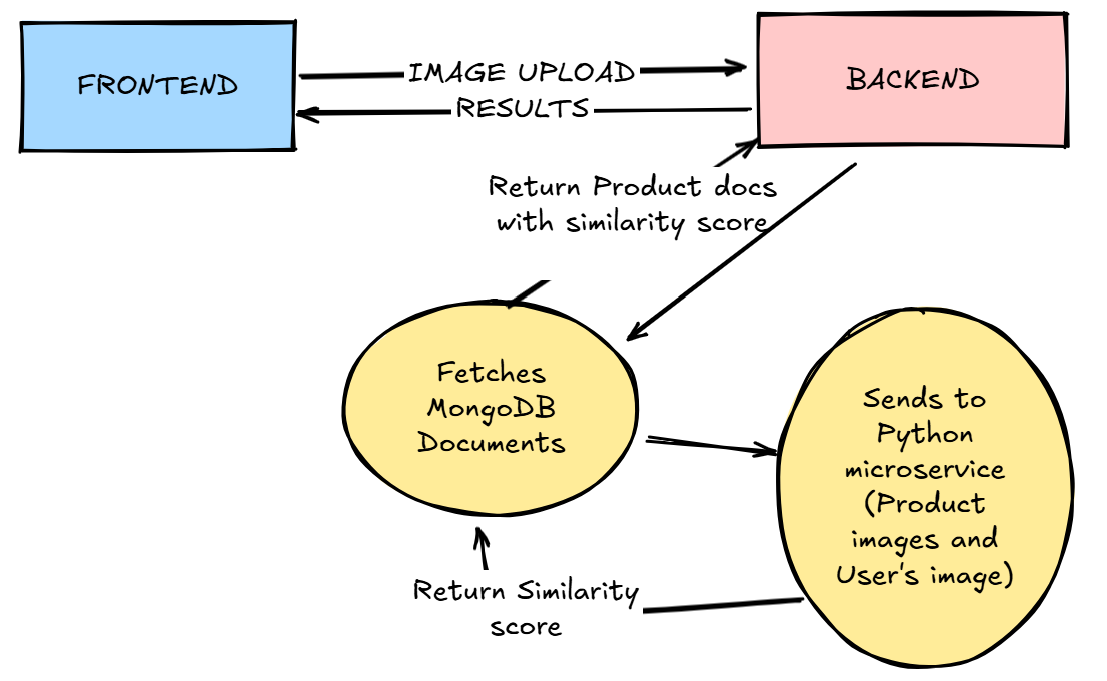 FRONTEND
IMAGE UPLOAD
RESULTS
BACKEND
Return Product docs
with similarity score
Fetches
MongoDB
Documents
Sends to
Python
microservice
(Product
images and
User's image)
Return Similarity
score